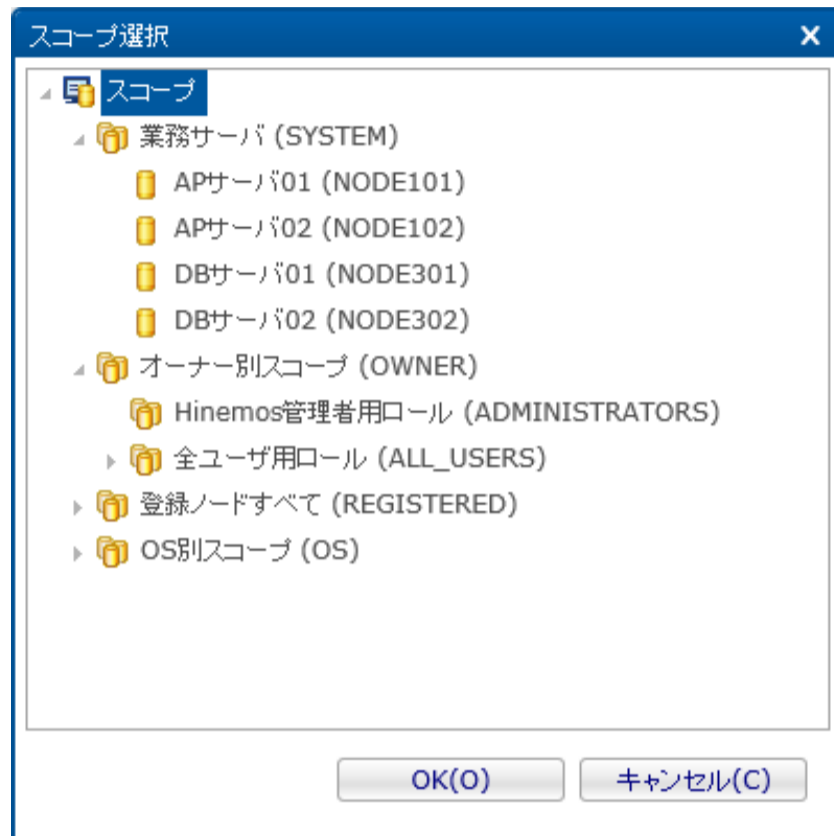 スコープ選択
スコープ
業務サーバ (SYSTEM)
APサーバ01 (NODE101)
APサーバ02 (NODE102)
DBサーバ01 (NODE301)
DBサーバ02 (NODE302)
オーナー別スコープ (OWNER)
Hinemos管理者用ロール (ADMINISTRATORS)
全ユーザ用ロール (ALL_USERS)
登録ノードすべて (REGISTERED)
OS別スコープ (OS)
OK(O) キャンセル(C)